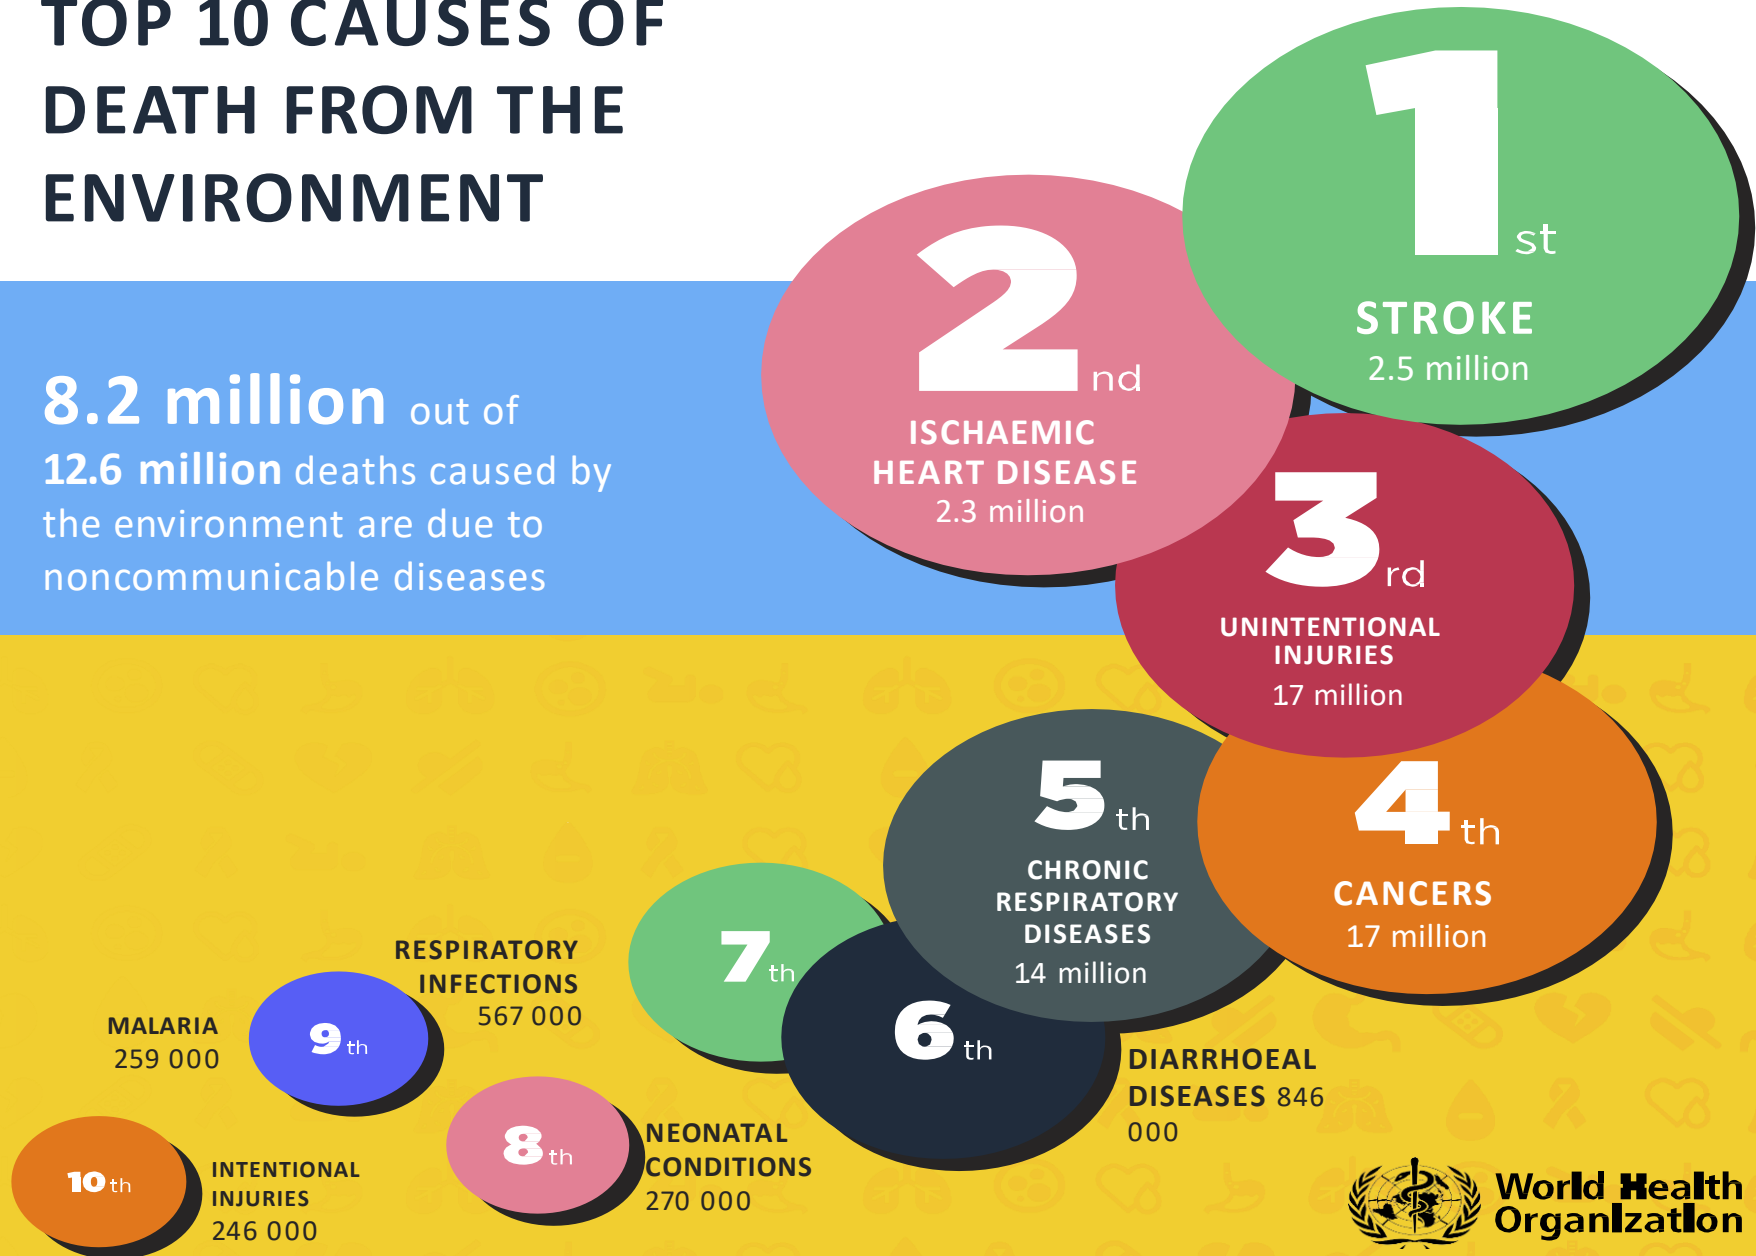 TOP 10 CAUSES OF
DEATH FROM THE
ENVIRONMENT
8.2 million out of
12.6 million deaths caused by
the environment are due to
noncommunicable diseases
1st
STROKE
2.5 million
2nd
ISCHAEMIC
HEART DISEASE
2.3 million
3rd
UNINTENTIONAL
INJURIES
17 million
4th
CANCERS
17 million
5th
CHRONIC
RESPIRATORY
DISEASES
14 million
6th
DIARRHOEAL
DISEASES 846
000
7th
RESPIRATORY
INFECTIONS
567 000
8th
NEONATAL
CONDITIONS
270 000
9th
MALARIA
259 000
10th
INTENTIONAL
INJURIES
246 000
World Health
Organization